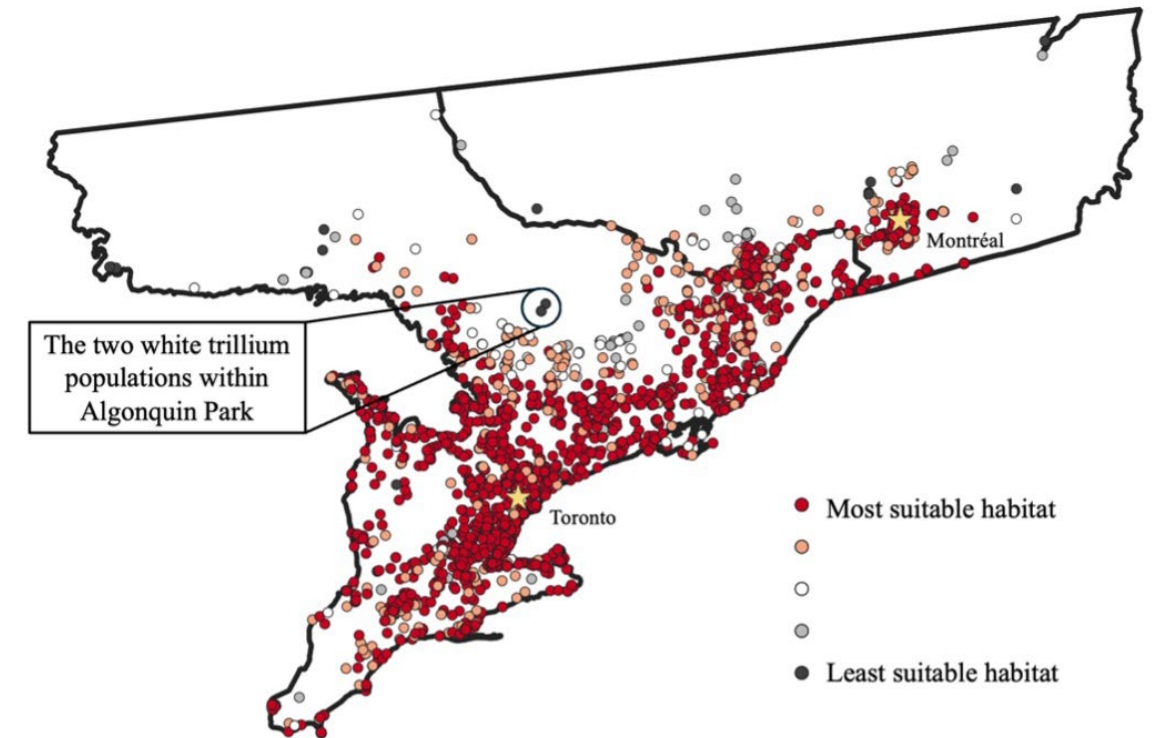 Montréal
The two white trillium
populations within
Algonquin Park
Toronto
Most suitable habitat
Least suitable habitat